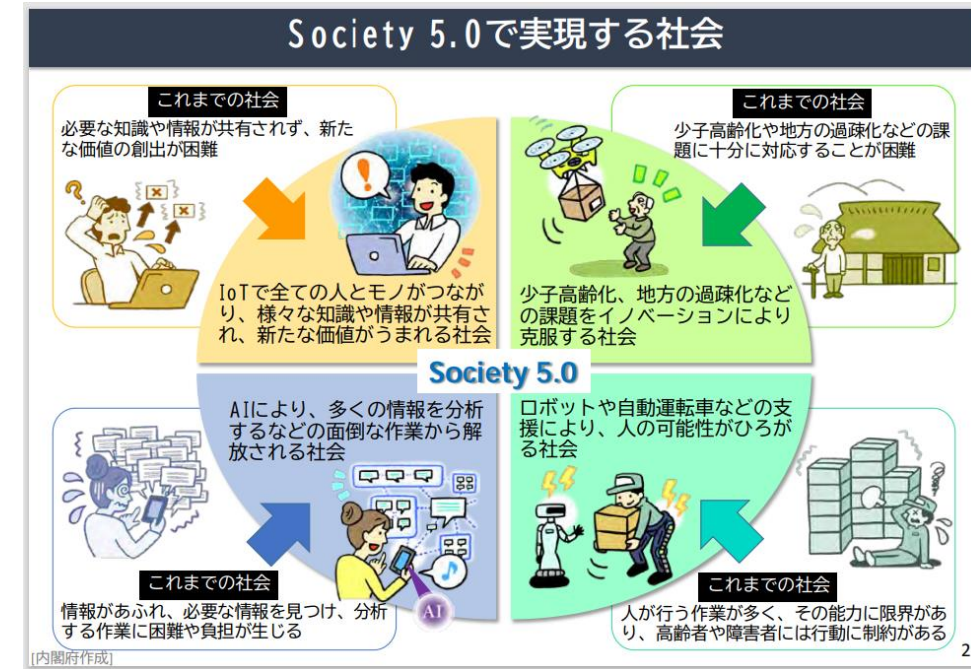 Society 5.0で実現する社会
これまでの社会
必要な知識や情報が共有されず、新た
な価値の創出が困難
これまでの社会
少子高齢化や地方の過疎化などの課
題に十分に対応することが困難
IoTで全ての人とモノがつなが
り、様々な知識や情報が共有さ
れ、新たな価値がうまれる社会
少子高齢化、地方の過疎化など
の課題をイノベーションにより
克服する社会
Society 5.0
AIにより、多くの情報を分析
するなどの面倒な作業から解
放される社会
ロボットや自動運転車などの支
援により、人の可能性がひろが
る社会
AI
これまでの社会
情報があふれ、必要な情報を見つけ、分析
する作業に困難や負担が生じる
これまでの社会
人が行う作業が多く、その能力に限界があ
り、高齢者や障害者には行動に制約がある
[内閣府作成]
2